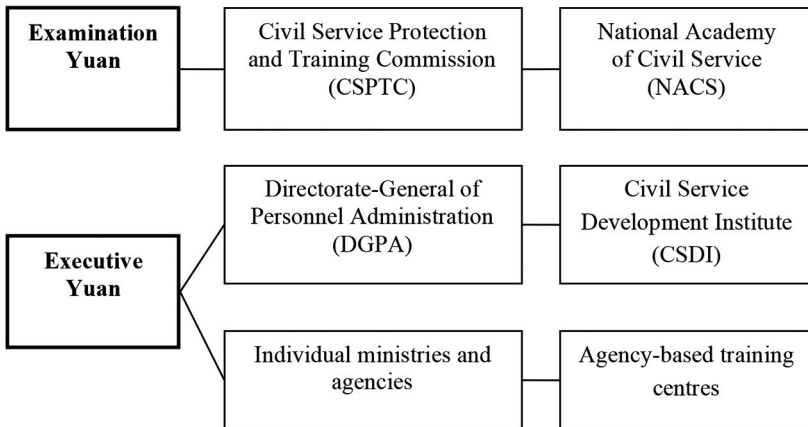 Examination
Yuan
Civil Service Protection
and Training Commission
(CSPTC)
National Academy
of Civil Service
(NACS)
Executive
Yuan
Directorate-General of
Personnel Administration
(DGPA)
Civil Service
Development Institute
(CSDI)
Individual ministries and
agencies
Agency-based training
centres